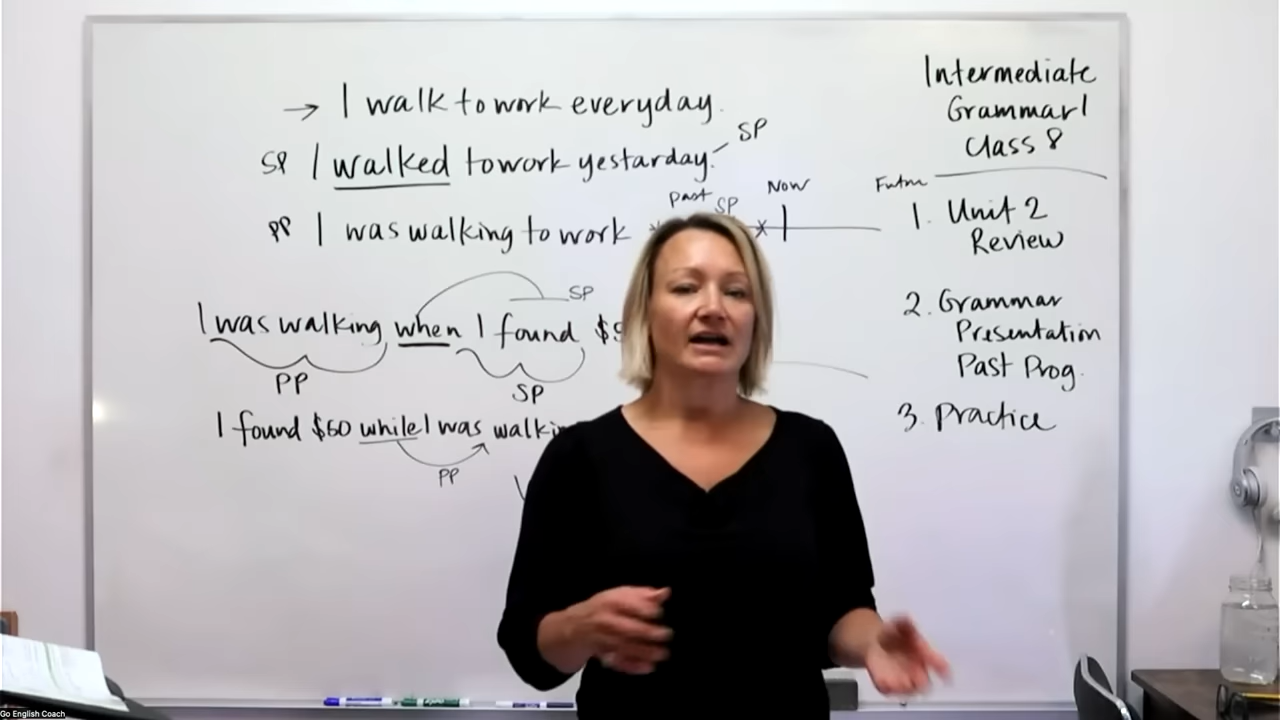 → I walk to work everyday.
SP I walked to work yestarday. SP
PP I was walking to work
Past SP Now Future
I was walking when I found
SP
PP SP
I found $60 while I was
PP
Intermediate
Grammar 1
Class 8
1. Unit 2
Review
2. Grammar
Presentation
Past Prog.
3. Practice
Go English Coach